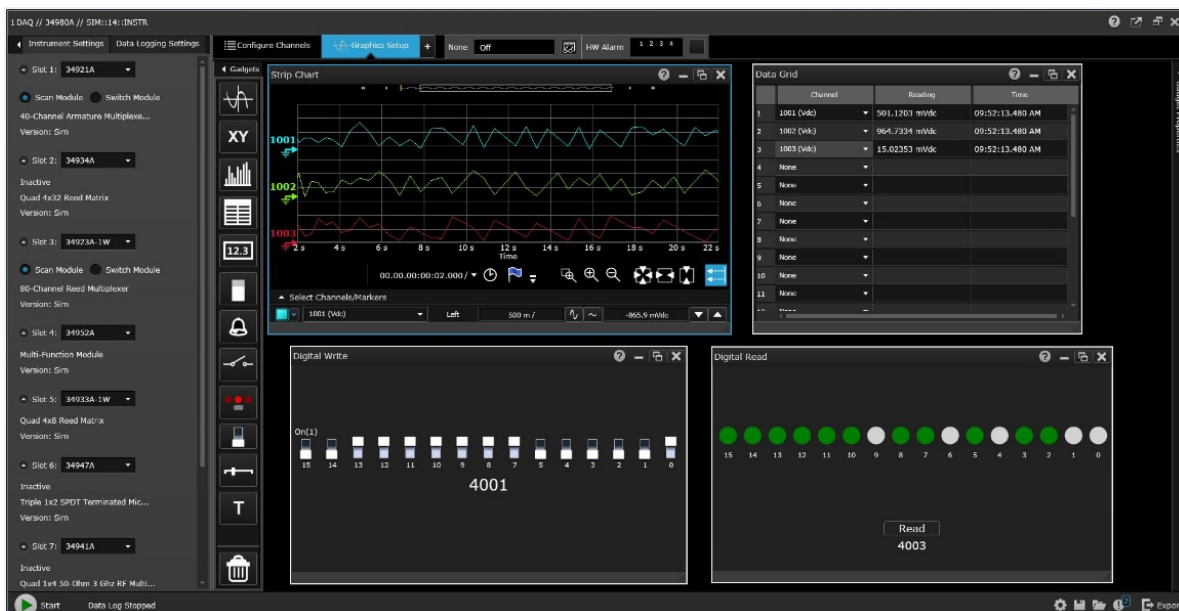 1 DAQ // 34980A // SIM::14::INSTR
Instrument Settings Data Logging Settings
Configure Channels Graphics Setup + None Off HW Alarm 1 2 3 4
Slot 1: 34921A
Scan Module Switch Module
40-Channel Armature Multiplexe...
Version: Sim
Slot 2: 34934A
Inactive
Quad 4x32 Reed Matrix
Version: Sim
Slot 3: 34923A-1W
Scan Module Switch Module
80-Channel Reed Multiplexer
Version: Sim
Slot 4: 34952A
Multi-Function Module
Version: Sim
Slot 5: 34933A-1W
Quad 4x8 Reed Matrix
Version: Sim
Slot 6: 34947A
Inactive
Triple 1x2 SPDT Terminated Mic...
Version: Sim
Slot 7: 34941A
Inactive
Quad 1x4 50-Ohm 3 Ghz RF Multi...
Gadgets
XY
12.3
T
Strip Chart
1001
1002
1003
2 s 4 s 6 s 8 s 10 s 12 s 14 s 16 s 18 s 20 s 22 s
Time
00.00.00:00:02.000/
Select Channels/Markers
1001 (Vdc) Left 500 m / -865.9 mVdc
Data Grid
Channel Reading Time
1 1001 (Vdc) 501.1203 mVdc 09:52:13.480 AM
2 1002 (Vdc) 964.7334 mVdc 09:52:13.480 AM
3 1003 (Vdc) 15.02353 mVdc 09:52:13.480 AM
4 None
5 None
6 None
7 None
8 None
9 None
10 None
11 None
Digital Write
On(1)
15 14 13 12 11 10 9 8 7 5 4 3 2 1 0
4001
Digital Read
15 14 13 12 11 10 9 8 7 6 5 4 3 2 1 0
Read
4003
Start Data Log Stopped
Export